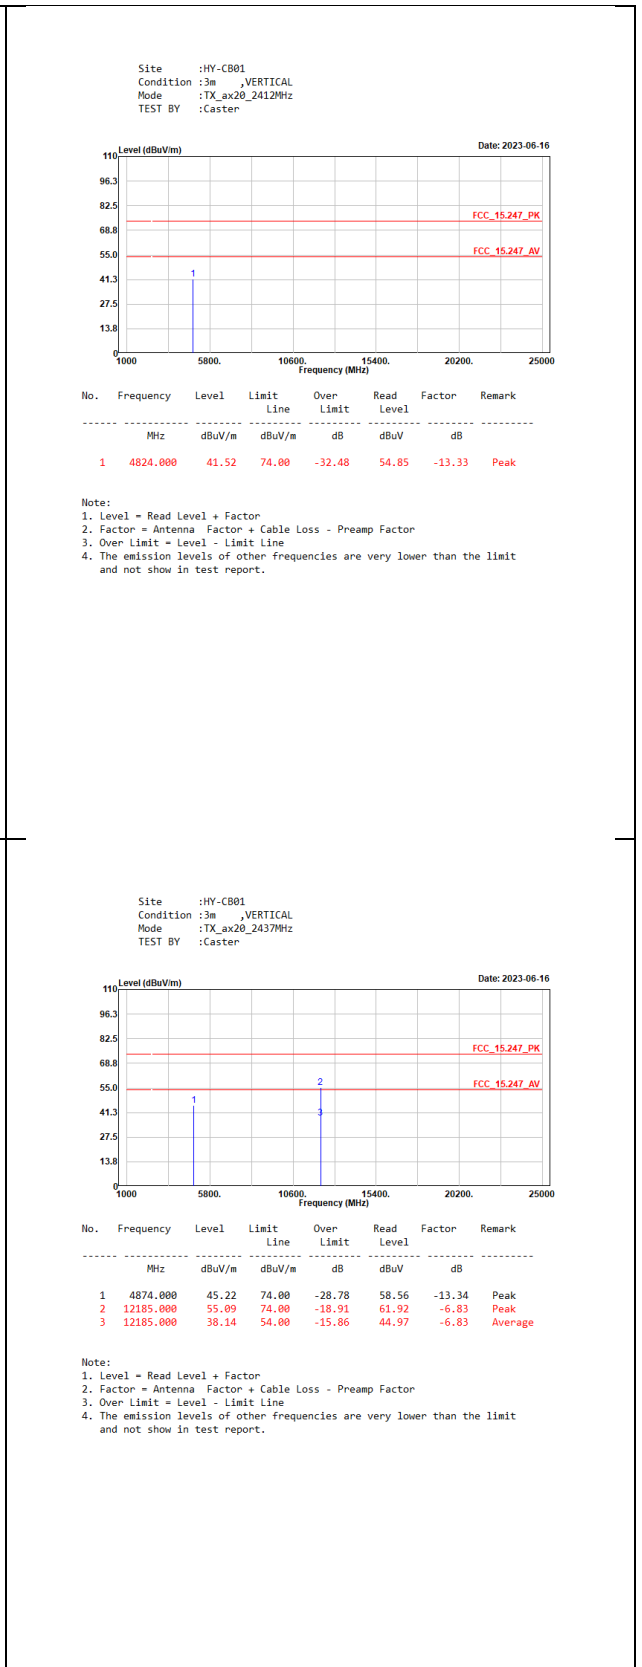 Site      :HY-CB01
Condition :3m    ,VERTICAL
Mode      :TX_ax20_2412MHz
TEST BY   :Caster
Level (dBuV/m)
Date: 2023-06-16
110
96.3
82.5
FCC_15.247_PK
68.8
55.0
FCC_15.247_AV
41.3
1
27.5
13.8
0
1000 5800. 10600. 15400. 20200. 25000
Frequency (MHz)
No. Frequency Level Limit Over Read Factor Remark
Line Limit Level
------ ----------- -------- -------- --------- --------- -------- ---------
MHz dBuV/m dBuV/m dB dBuV dB
1 4824.000 41.52 74.00 -32.48 54.85 -13.33 Peak
Note:
1. Level = Read Level + Factor
2. Factor = Antenna  Factor + Cable Loss - Preamp Factor
3. Over Limit = Level - Limit Line
4. The emission levels of other frequencies are very lower than the limit
and not show in test report.
Site      :HY-CB01
Condition :3m    ,VERTICAL
Mode      :TX_ax20_2437MHz
TEST BY   :Caster
Level (dBuV/m)
Date: 2023-06-16
110
96.3
82.5
FCC_15.247_PK
68.8
55.0
2
FCC_15.247_AV
41.3
1
3
27.5
13.8
0
1000 5800. 10600. 15400. 20200. 25000
Frequency (MHz)
No. Frequency Level Limit Over Read Factor Remark
Line Limit Level
------ ----------- -------- -------- --------- --------- -------- ---------
MHz dBuV/m dBuV/m dB dBuV dB
1 4874.000 45.22 74.00 -28.78 58.56 -13.34 Peak
2 12185.000 55.09 74.00 -18.91 61.92 -6.83 Peak
3 12185.000 38.14 54.00 -15.86 44.97 -6.83 Average
Note:
1. Level = Read Level + Factor
2. Factor = Antenna  Factor + Cable Loss - Preamp Factor
3. Over Limit = Level - Limit Line
4. The emission levels of other frequencies are very lower than the limit
and not show in test report.